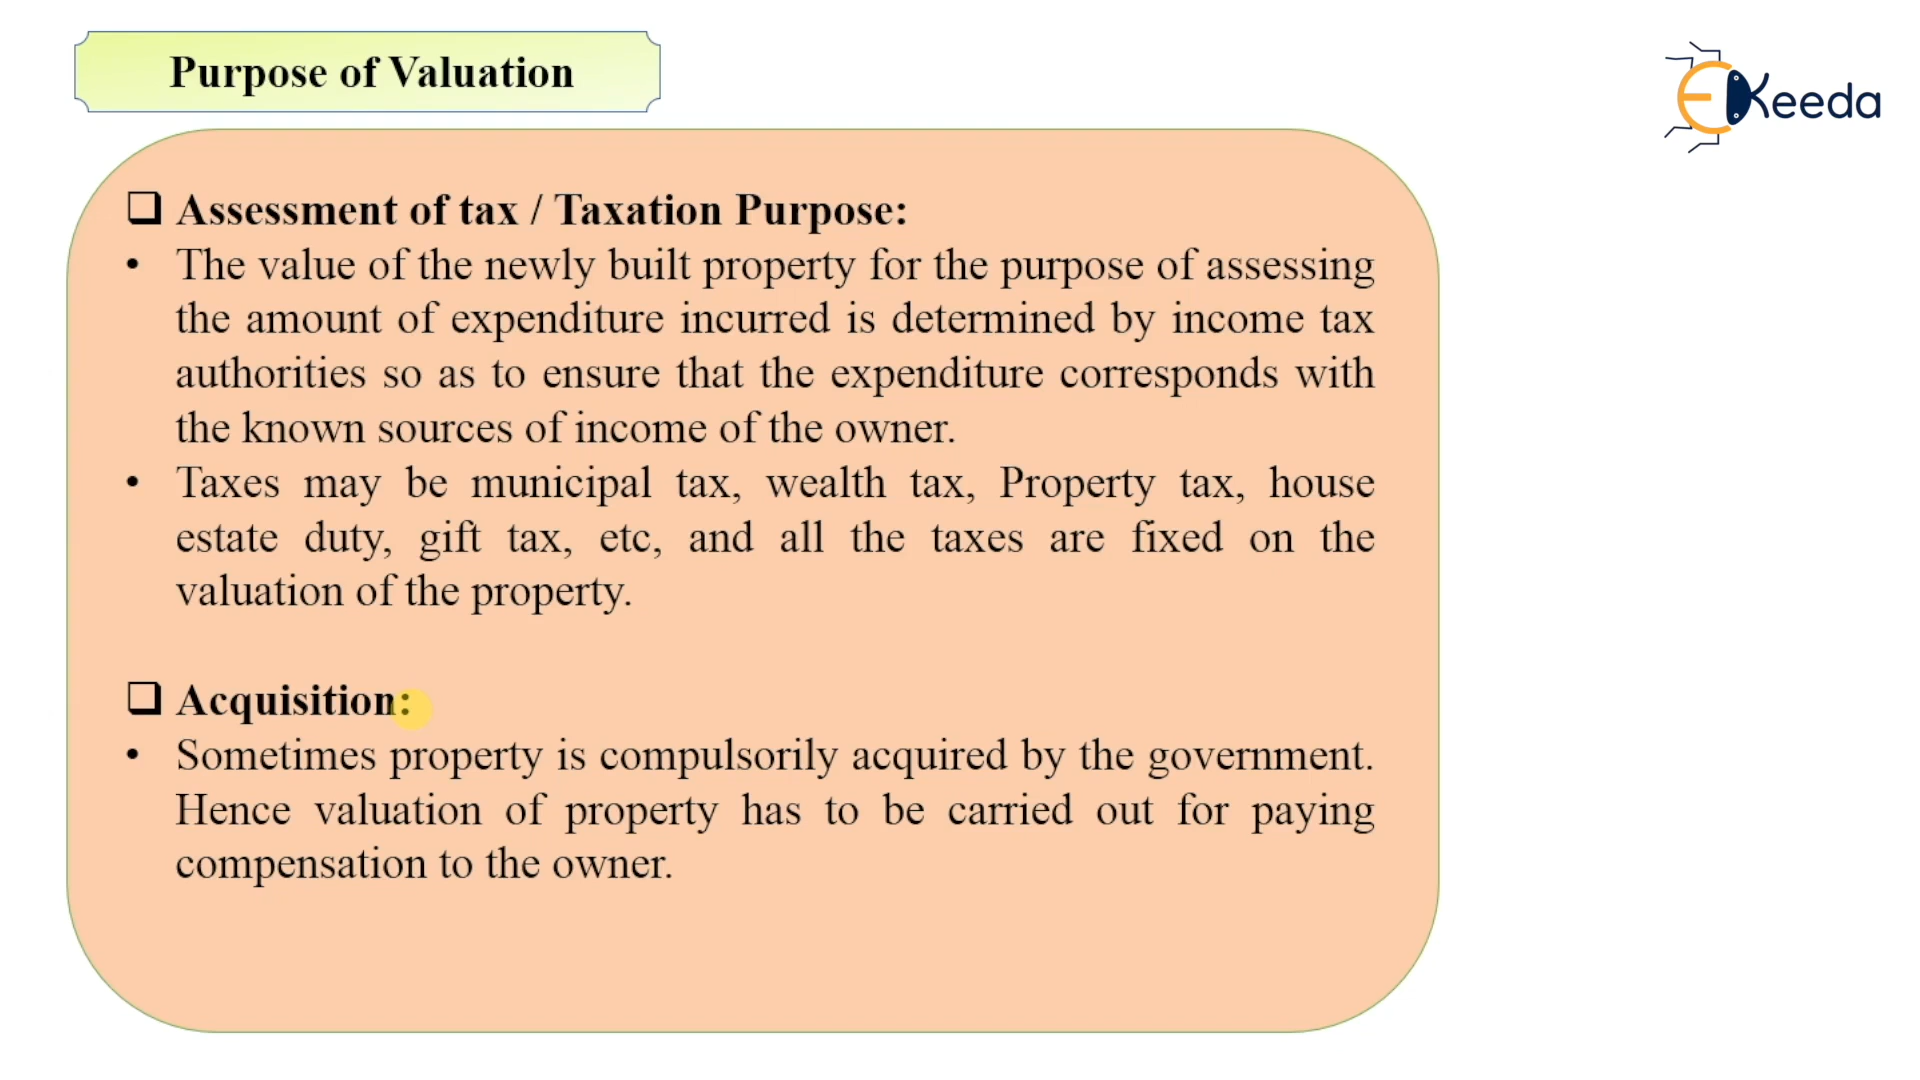 Purpose of Valuation
EKeeda
❑ Assessment of tax / Taxation Purpose:
• The value of the newly built property for the purpose of assessing
the amount of expenditure incurred is determined by income tax
authorities so as to ensure that the expenditure corresponds with
the known sources of income of the owner.
• Taxes may be municipal tax, wealth tax, Property tax, house
estate duty, gift tax, etc, and all the taxes are fixed on the
valuation of the property.
❑ Acquisition:
• Sometimes property is compulsorily acquired by the government.
Hence valuation of property has to be carried out for paying
compensation to the owner.